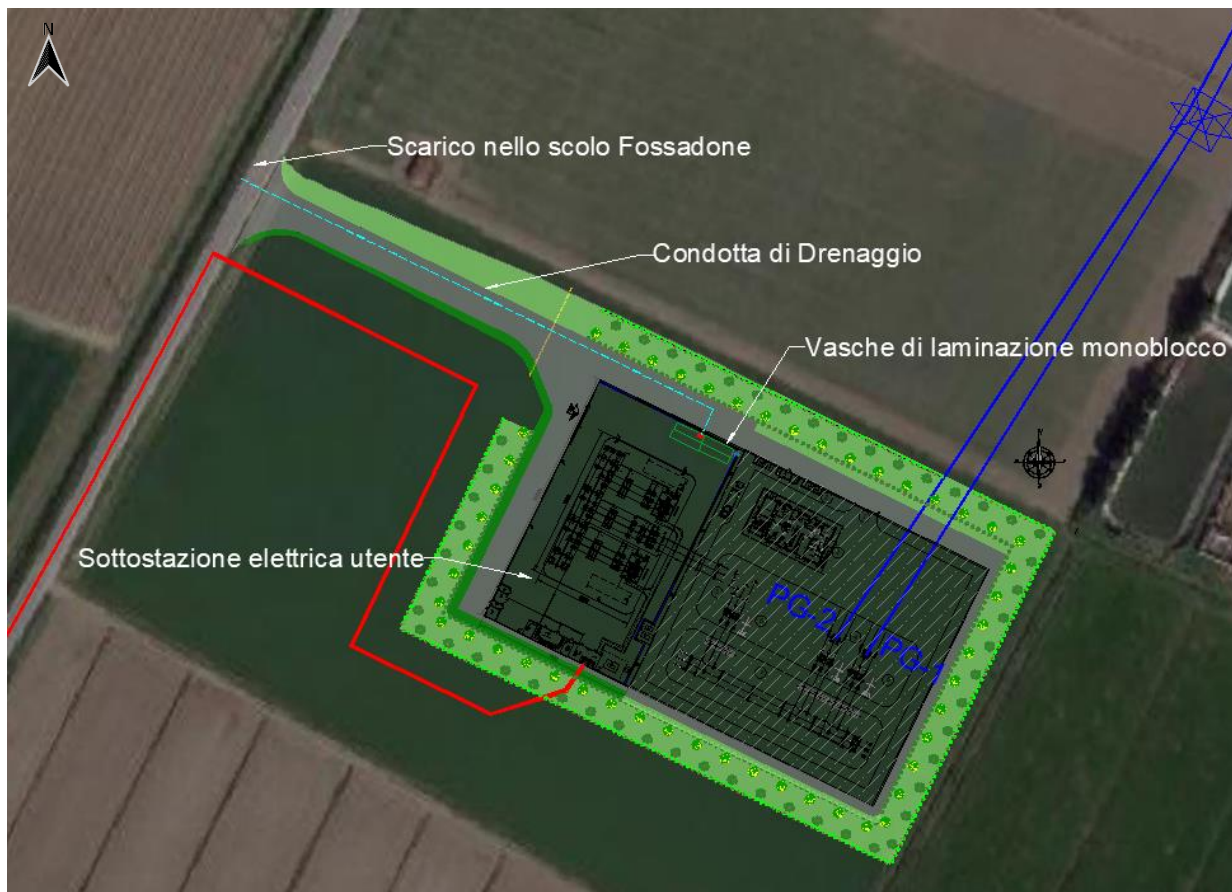 N
Scarico nello scolo Fossadone
Condotta di Drenaggio
Vasche di laminazione monoblocco
Sottostazione elettrica utente
PG-2
PG-1